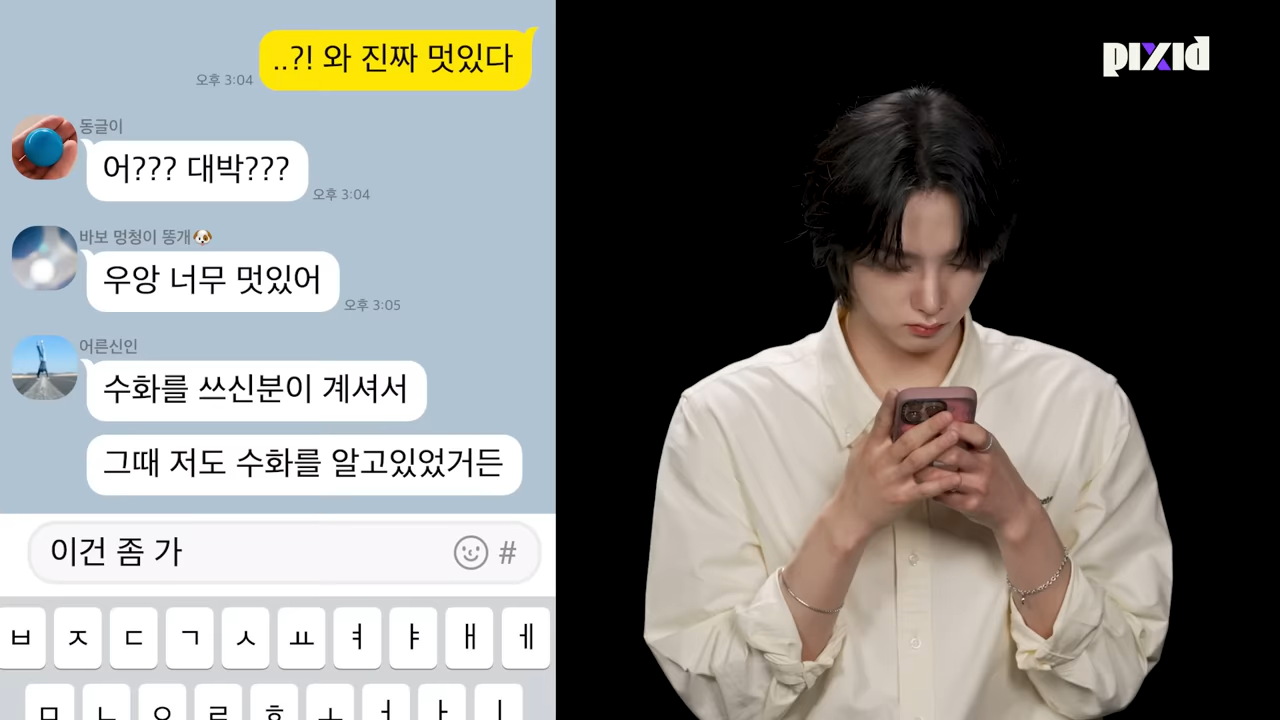 ..?! 와 진짜 멋있다
오후 3:04
pixid
동글이
어??? 대박???
오후 3:04
바보 멍청이 똥개🐶
우앙 너무 멋있어
오후 3:05
어른신인
수화를 쓰신분이 계셔서
그때 저도 수화를 알고있었거든
이건 좀 가
#
ㅂ ㅈ ㄷ ㄱ ㅅ ㅛ ㅕ ㅑ ㅐ ㅔ
ㅁ ㄴ ㅇ ㄹ ㅎ ㅗ ㅓ ㅏ ㅣ